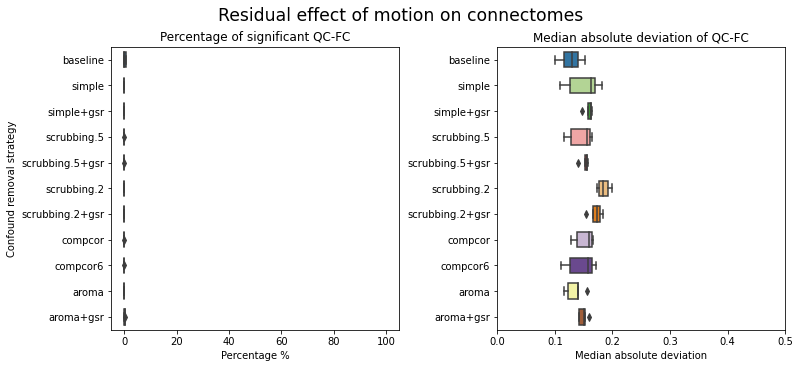 Residual effect of motion on connectomes
Percentage of significant QC-FC
Confound removal strategy
baseline
simple
simple+gsr
scrubbing.5
scrubbing.5+gsr
scrubbing.2
scrubbing.2+gsr
compcor
compcor6
aroma
aroma+gsr
0 20 40 60 80 100
Percentage %
Median absolute deviation of QC-FC
baseline
simple
simple+gsr
scrubbing.5
scrubbing.5+gsr
scrubbing.2
scrubbing.2+gsr
compcor
compcor6
aroma
aroma+gsr
0.0 0.1 0.2 0.3 0.4 0.5
Median absolute deviation